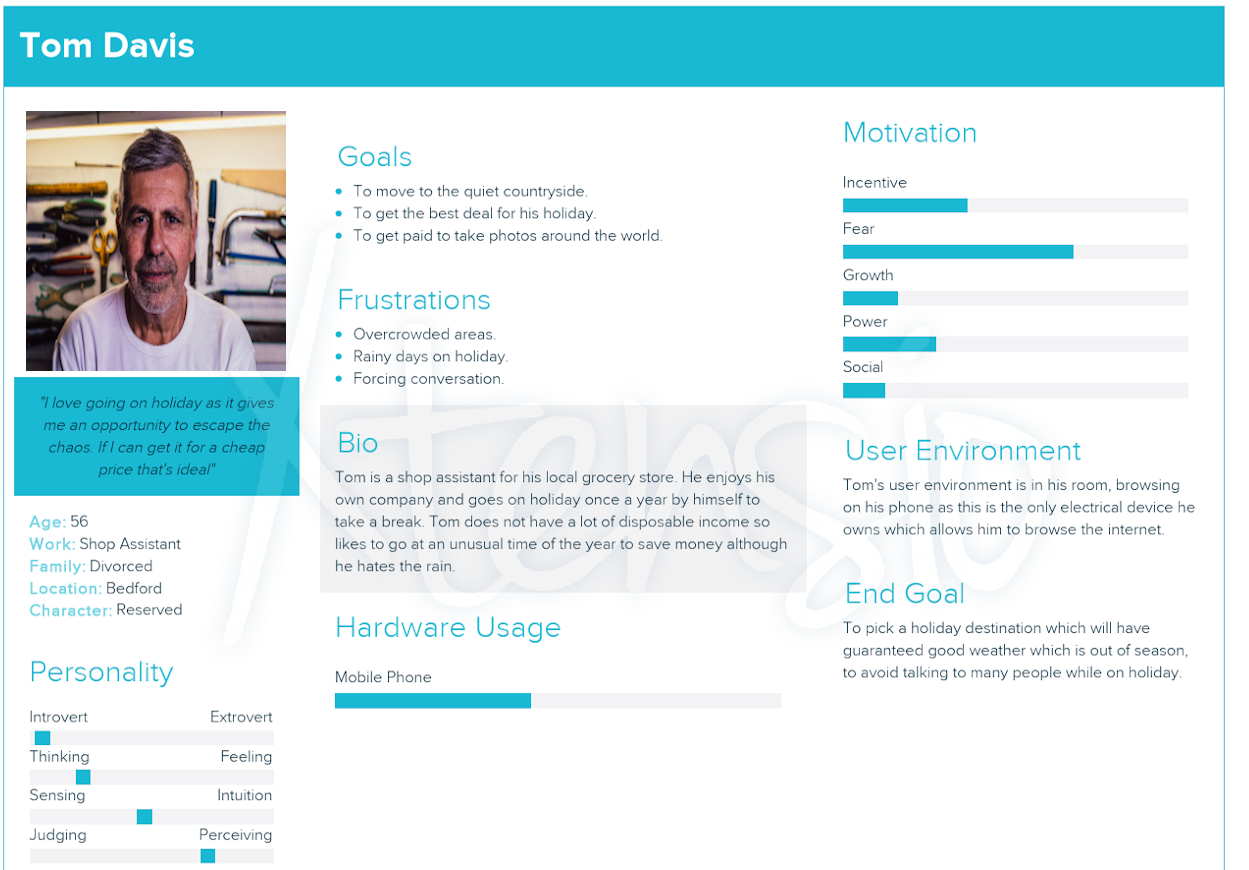 Tom Davis
"I love going on holiday as it gives
me an opportunity to escape the
chaos. If I can get it for a cheap
price that's ideal"
Age: 56
Work: Shop Assistant
Family: Divorced
Location: Bedford
Character: Reserved
Personality
Introvert Extrovert
Thinking Feeling
Sensing Intuition
Judging Perceiving
Goals
To move to the quiet countryside.
To get the best deal for his holiday.
To get paid to take photos around the world.
Frustrations
Overcrowded areas.
Rainy days on holiday.
Forcing conversation.
Bio
Tom is a shop assistant for his local grocery store. He enjoys his
own company and goes on holiday once a year by himself to
take a break. Tom does not have a lot of disposable income so
likes to go at an unusual time of the year to save money although
he hates the rain.
Hardware Usage
Mobile Phone
Motivation
Incentive
Fear
Growth
Power
Social
User Environment
Tom's user environment is in his room, browsing
on his phone as this is the only electrical device he
owns which allows him to browse the internet.
End Goal
To pick a holiday destination which will have
guaranteed good weather which is out of season,
to avoid talking to many people while on holiday.
Xtensio